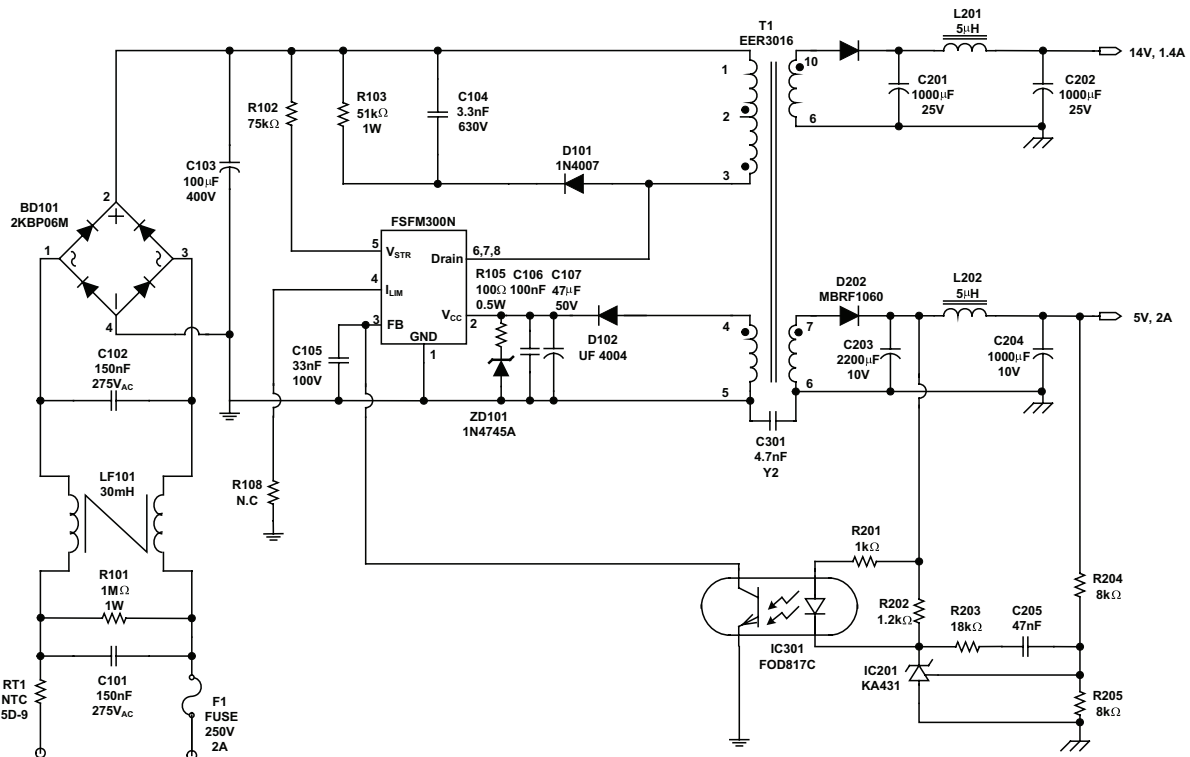 T1
EER3016
L201
5μH
14V, 1.4A
1
2
3
10
6
C201
1000μF
25V
C202
1000μF
25V
R102
75kΩ
R103
51kΩ
1W
C104
3.3nF
630V
D101
1N4007
C103
100μF
400V
BD101
2KBP06M
2
1
3
4
FSFM300N
5
VSTR
6,7,8
Drain
4
ILIM
3
FB
VCC
2
GND
1
R105
100Ω
0.5W
C106
100nF
C107
47μF
50V
D102
UF 4004
ZD101
1N4745A
C105
33nF
100V
4
5
7
6
D202
MBRF1060
L202
5μH
5V, 2A
C203
2200μF
10V
C204
1000μF
10V
C301
4.7nF
Y2
C102
150nF
275VAC
LF101
30mH
R108
N.C
R101
1MΩ
1W
C101
150nF
275VAC
RT1
NTC
5D-9
F1
FUSE
250V
2A
R201
1kΩ
R202
1.2kΩ
R203
18kΩ
C205
47nF
R204
8kΩ
IC301
FOD817C
IC201
KA431
R205
8kΩ